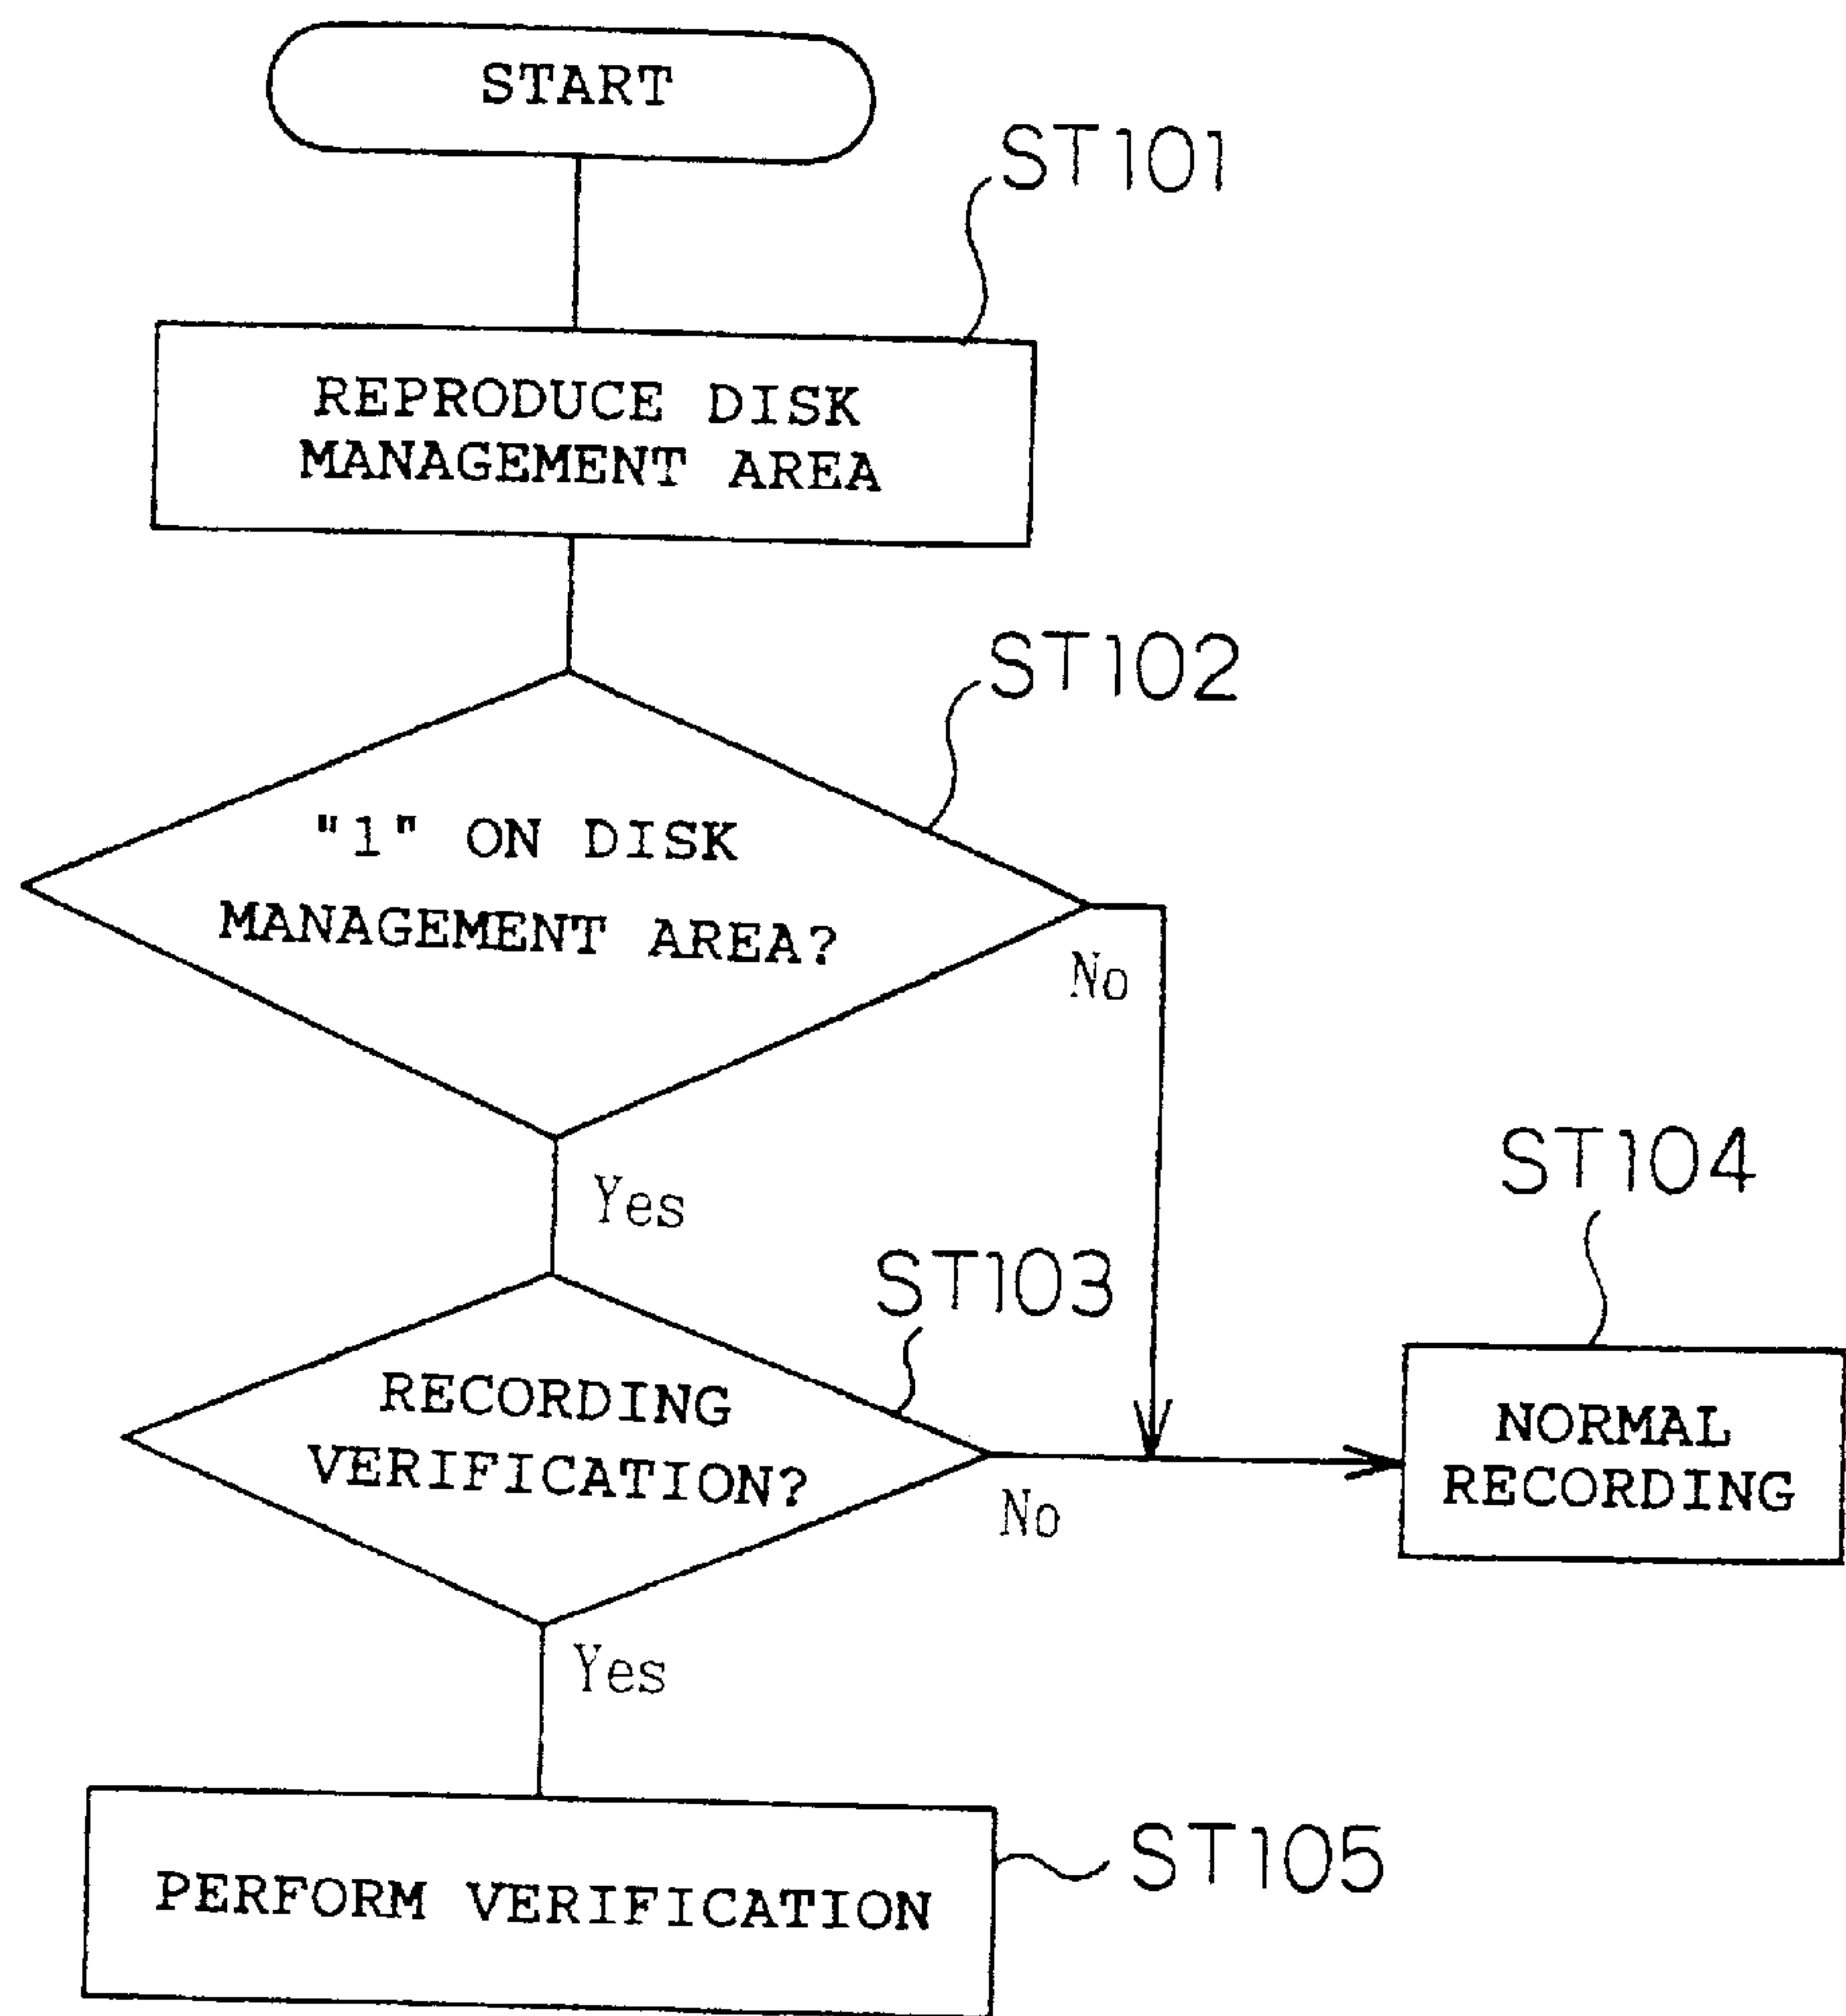 START
ST101
REPRODUCE DISK
MANAGEMENT AREA
ST102
"1" ON DISK
MANAGEMENT AREA?
No
Yes
ST103
ST104
RECORDING
VERIFICATION?
No
NORMAL
RECORDING
Yes
PERFORM VERIFICATION
ST105